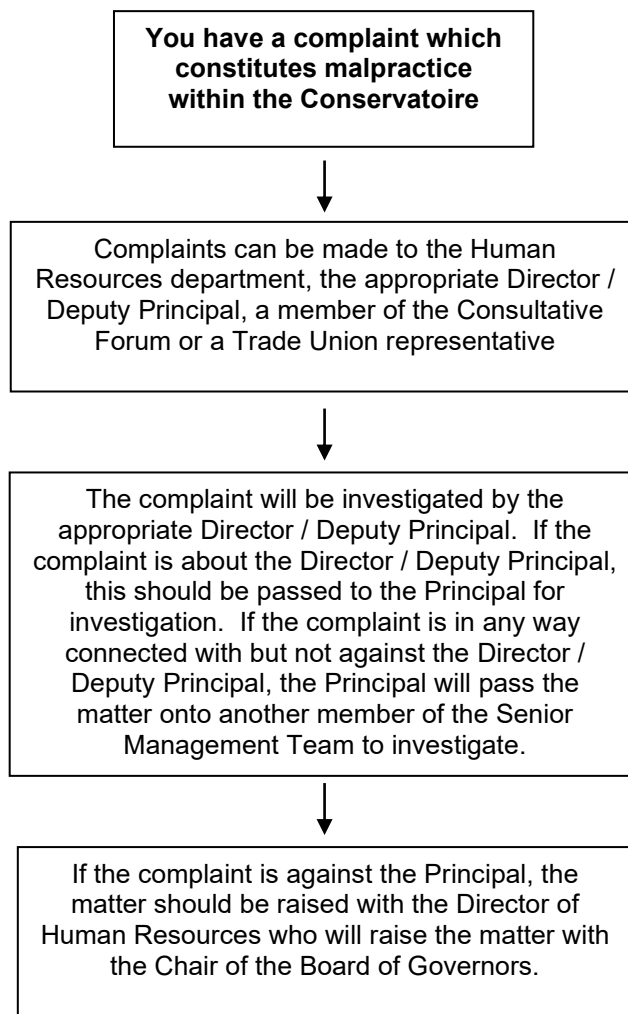 You have a complaint which
constitutes malpractice
within the Conservatoire
Complaints can be made to the Human
Resources department, the appropriate Director /
Deputy Principal, a member of the Consultative
Forum or a Trade Union representative
The complaint will be investigated by the
appropriate Director / Deputy Principal.  If the
complaint is about the Director / Deputy Principal,
this should be passed to the Principal for
investigation.  If the complaint is in any way
connected with but not against the Director /
Deputy Principal, the Principal will pass the
matter onto another member of the Senior
Management Team to investigate.
If the complaint is against the Principal, the
matter should be raised with the Director of
Human Resources who will raise the matter with
the Chair of the Board of Governors.